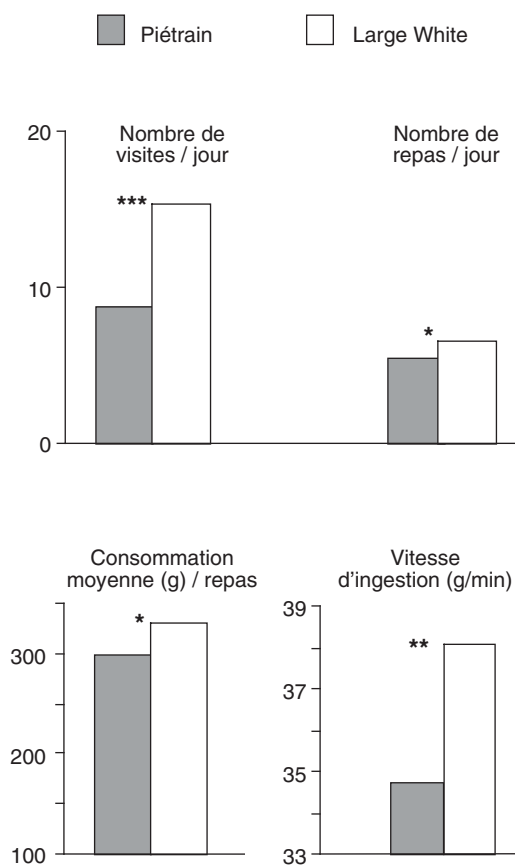 Piétrain Large White
Nombre de visites / jour
Nombre de repas / jour
20
***
10
*
0
Consommation moyenne (g) / repas
Vitesse d'ingestion (g/min)
*
300
200
100
39
**
37
35
33